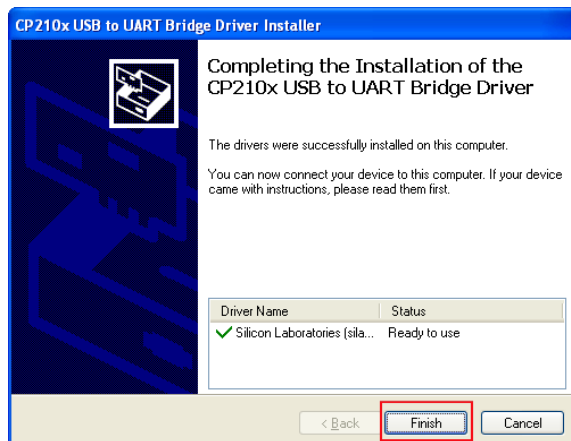 CP210x USB to UART Bridge Driver Installer
Completing the Installation of the
CP210x USB to UART Bridge Driver
The drivers were successfully installed on this computer.
You can now connect your device to this computer. If your device
came with instructions, please read them first.
Driver Name Status
Silicon Laboratories (sila... Ready to use
< Back Finish Cancel